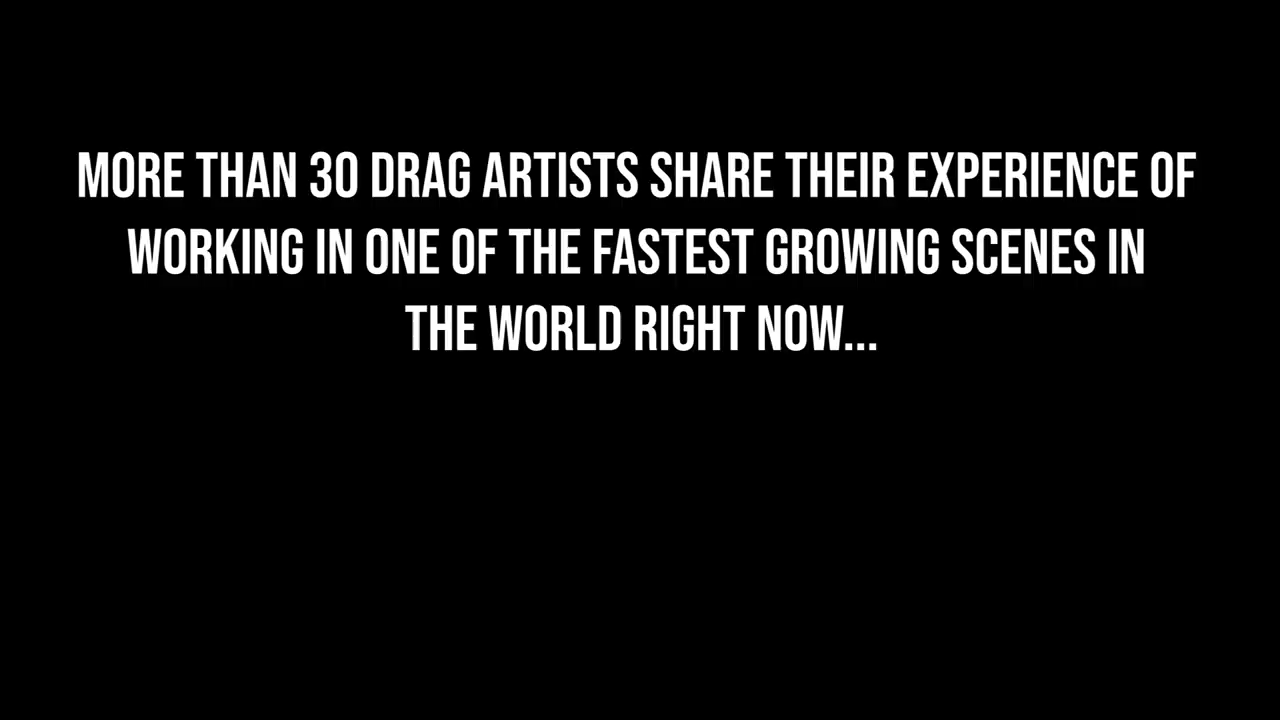 MORE THAN 30 DRAG ARTISTS SHARE THEIR EXPERIENCE OF
WORKING IN ONE OF THE FASTEST GROWING SCENES IN
THE WORLD RIGHT NOW...